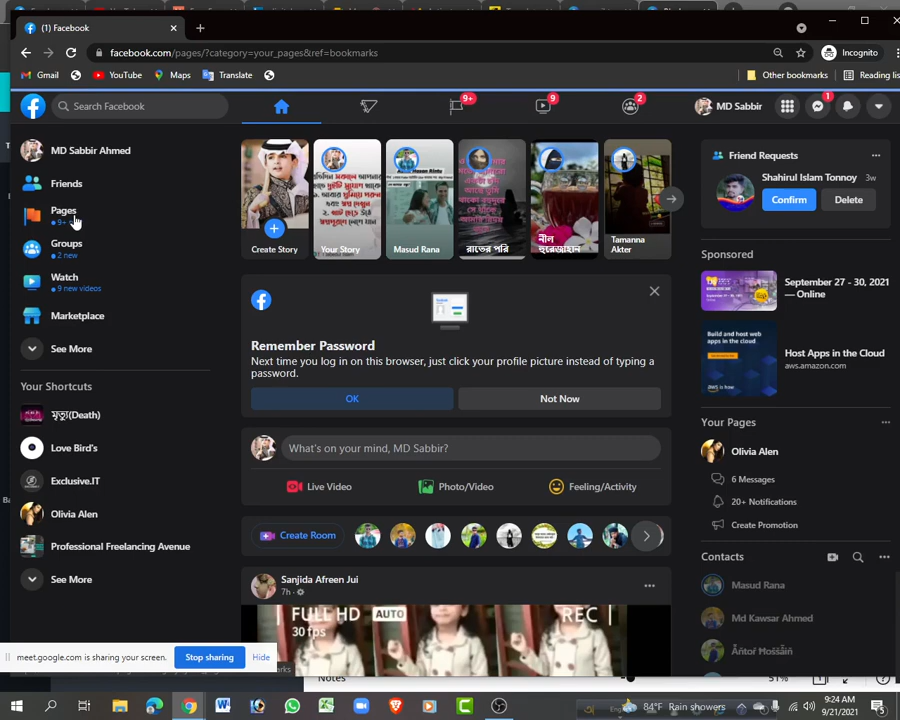 (1) Facebook
facebook.com/pages/?category=your_pages&ref=bookmarks
Incognito
Gmail
YouTube
Maps
Translate
Other bookmarks
Reading list
Search Facebook
9+
9
2
MD Sabbir
1
MD Sabbir Ahmed
Friends
Pages
9+
Groups
2 new
Watch
9 new videos
Marketplace
See More
Your Shortcuts
মৃত্যু(Death)
Love Bird's
Exclusive.IT
Olivia Alen
Professional Freelancing Avenue
See More
Create Story
Your Story
Masud Rana
রাতের পরি
নীল
Tamanna
Akter
Remember Password
Next time you log in on this browser, just click your profile picture instead of typing a
password.
OK
Not Now
What's on your mind, MD Sabbir?
Live Video
Photo/Video
Feeling/Activity
Create Room
Sanjida Afreen Jui
7h
FULL HD
AUTO
REC
30 fps
Friend Requests
Shahirul Islam Tonnoy
3w
Confirm
Delete
Sponsored
September 27 - 30, 2021
— Online
Host Apps in the Cloud
aws.amazon.com
Your Pages
Olivia Alen
6 Messages
20+ Notifications
Create Promotion
Contacts
Masud Rana
Md Kawsar Ahmed
meet.google.com is sharing your screen.
Stop sharing
Hide
Notes
51%
84°F Rain showers
9:24 AM
9/21/2021